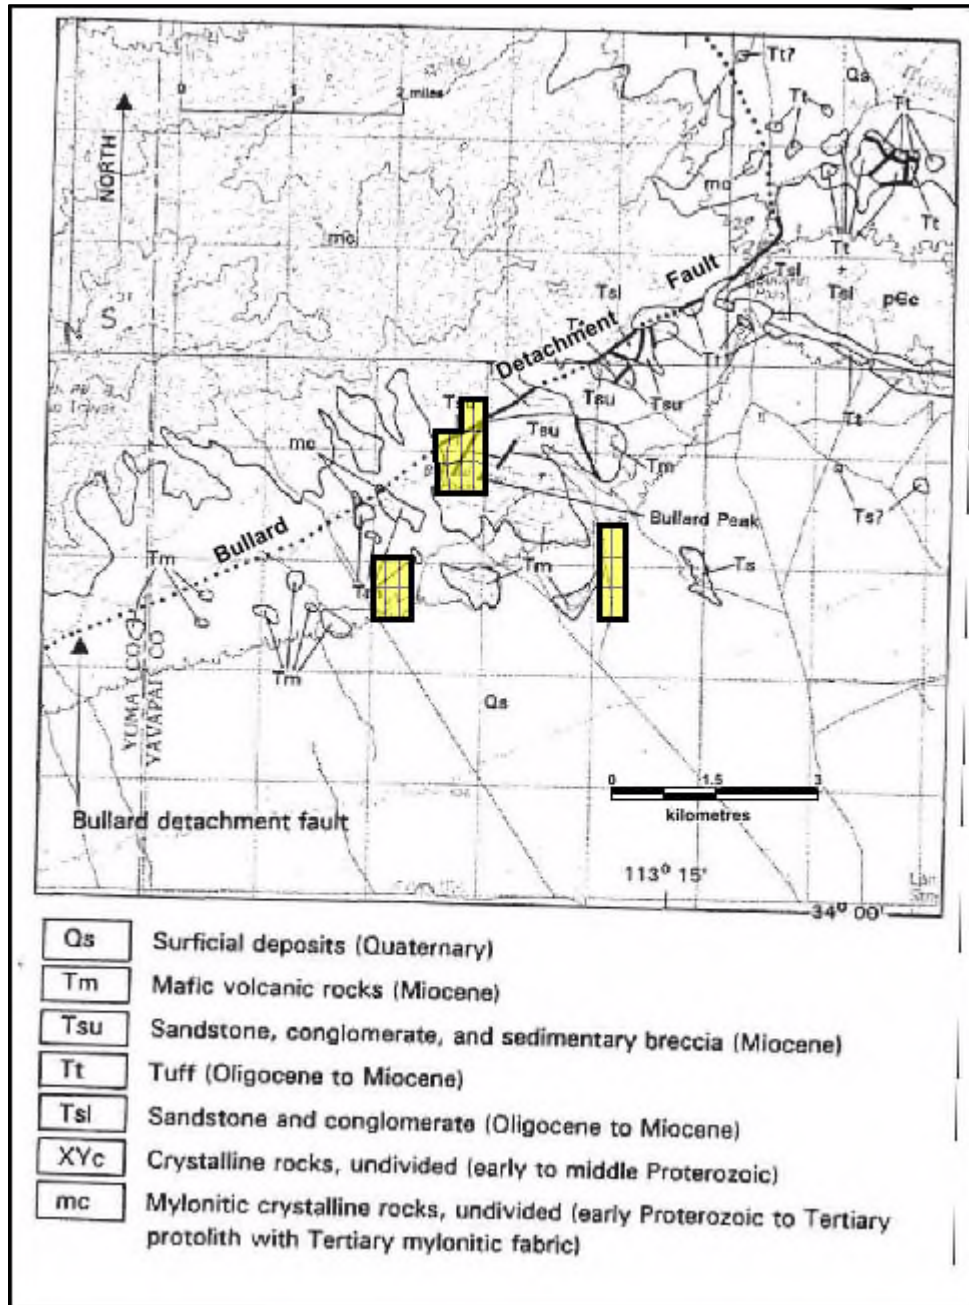 Tt?
Qs
0 1 2 miles
Tt
Tt
NORTH
mc
mc
Tt
Tt
Fault
Tsl
Tsl
Tsl
p€c
S
Detachment
Tt
Tsu
Tsu
Tt
mc
Tsu
Tm
Bullard Peak
Ts?
Bullard
Tm
Tm
Ts
Tm
YUMA CO
YAVAPAI CO
Qs
0 1.5 3
kilometres
Bullard detachment fault
113° 15'
34° 00'
Qs Surficial deposits (Quaternary)
Tm Mafic volcanic rocks (Miocene)
Tsu Sandstone, conglomerate, and sedimentary breccia (Miocene)
Tt Tuff (Oligocene to Miocene)
Tsl Sandstone and conglomerate (Oligocene to Miocene)
XYc Crystalline rocks, undivided (early to middle Proterozoic)
mc Mylonitic crystalline rocks, undivided (early Proterozoic to Tertiary
protolith with Tertiary mylonitic fabric)